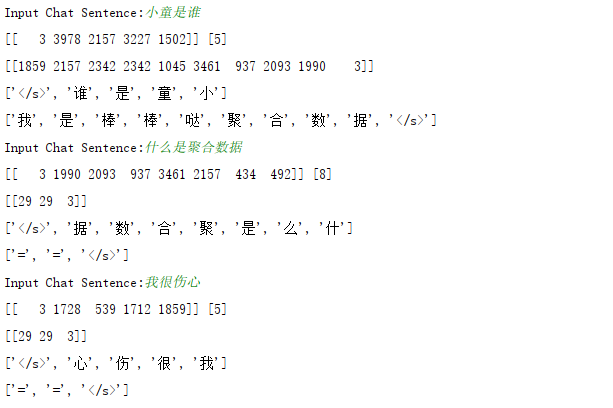 Input Chat Sentence:小童是谁
[[   3 3978 2157 3227 1502]] [5]
[[1859 2157 2342 2342 1045 3461  937 2093 1990    3]]
['</s>', '谁', '是', '童', '小']
['我', '是', '棒', '棒', '哒', '聚', '合', '数', '据', '</s>']
Input Chat Sentence:什么是聚合数据
[[   3 1990 2093  937 3461 2157  434  492]] [8]
[[29 29  3]]
['</s>', '据', '数', '合', '聚', '是', '么', '什']
['=', '=', '</s>']
Input Chat Sentence:我很伤心
[[   3 1728  539 1712 1859]] [5]
[[29 29  3]]
['</s>', '心', '伤', '很', '我']
['=', '=', '</s>']